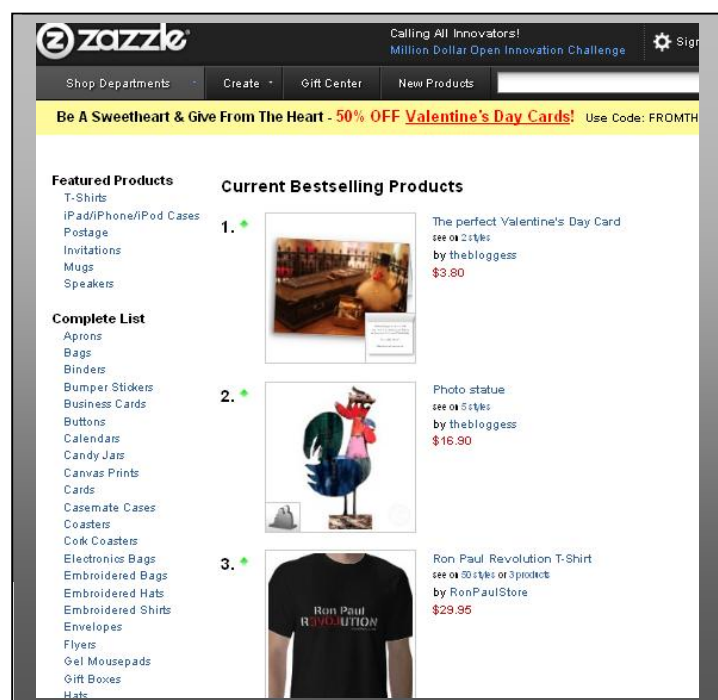 zazzle
Calling All Innovators!
Million Dollar Open Innovation Challenge
Sign
Shop Departments
Create
Gift Center
New Products
Be A Sweetheart & Give From The Heart - 50% OFF Valentine's Day Cards! Use Code: FROMTH
Featured Products
T-Shirts
iPad/iPhone/iPod Cases
Postage
Invitations
Mugs
Speakers
Complete List
Aprons
Bags
Binders
Bumper Stickers
Business Cards
Buttons
Calendars
Candy Jars
Canvas Prints
Cards
Casemate Cases
Coasters
Cork Coasters
Electronics Bags
Embroidered Bags
Embroidered Hats
Embroidered Shirts
Envelopes
Flyers
Gel Mousepads
Gift Boxes
Hats
Current Bestselling Products
1.
The perfect Valentine's Day Card
see on 2 styles
by thebloggess
$3.80
2.
Photo statue
see on 5 styles
by thebloggess
$16.90
3.
Ron Paul
REVOLUTION
Ron Paul Revolution T-Shirt
see on 50 styles or 3 products
by RonPaulStore
$29.95